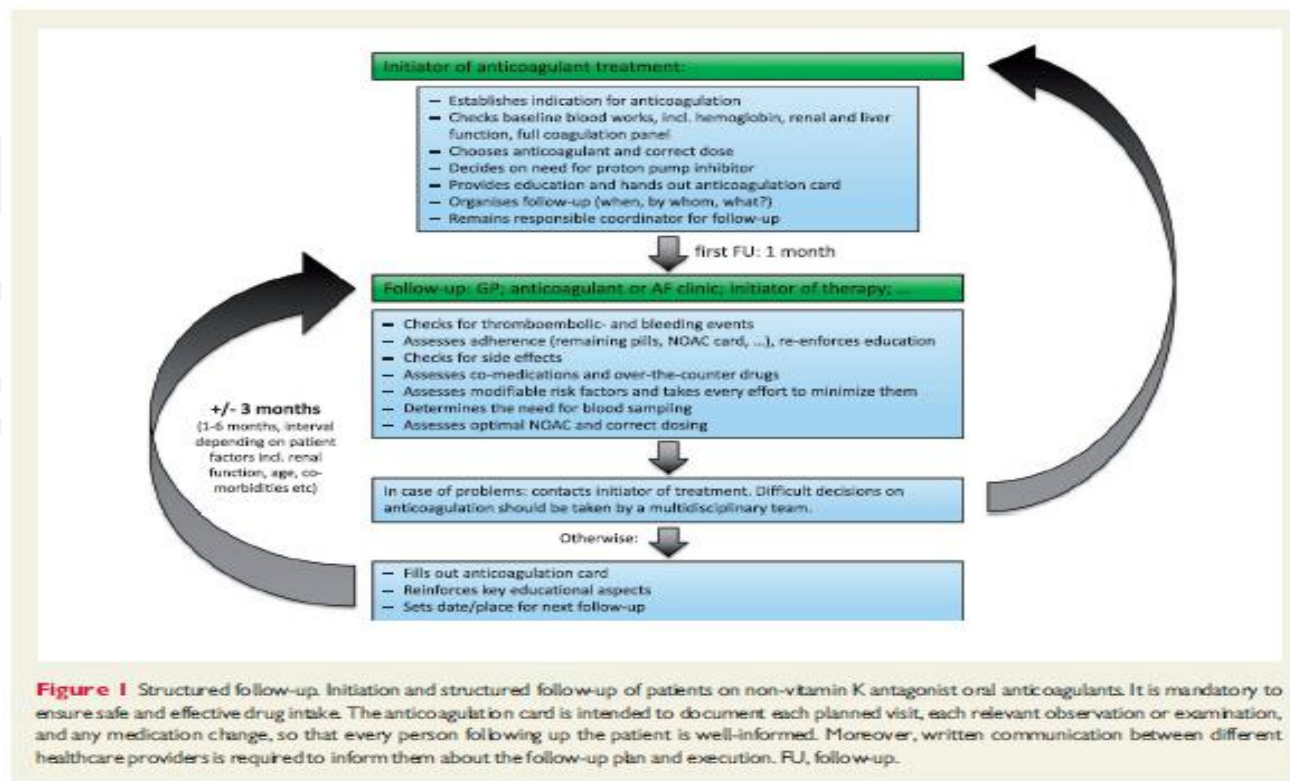 Initiator of anticoagulant treatment:
– Establishes indication for anticoagulation
– Checks baseline blood works, incl. hemoglobin, renal and liver
function, full coagulation panel
– Chooses anticoagulant and correct dose
– Decides on need for proton pump inhibitor
– Provides education and hands out anticoagulation card
– Organises follow-up (when, by whom, what?)
– Remains responsible coordinator for follow-up
first FU: 1 month
Follow-up: GP; anticoagulant or AF clinic; initiator of therapy; ...
– Checks for thromboembolic- and bleeding events
– Assesses adherence (remaining pills, NOAC card, ...), re-enforces education
– Checks for side effects
– Assesses co-medications and over-the-counter drugs
– Assesses modifiable risk factors and takes every effort to minimize them
– Determines the need for blood sampling
– Assesses optimal NOAC and correct dosing
+/- 3 months
(1-6 months, interval
depending on patient
factors incl. renal
function, age, co-
morbidities etc)
In case of problems: contacts initiator of treatment. Difficult decisions on
anticoagulation should be taken by a multidisciplinary team.
Otherwise:
– Fills out anticoagulation card
– Reinforces key educational aspects
– Sets date/place for next follow-up
Figure 1 Structured follow-up. Initiation and structured follow-up of patients on non-vitamin K antagonist oral anticoagulants. It is mandatory to
ensure safe and effective drug intake. The anticoagulation card is intended to document each planned visit, each relevant observation or examination,
and any medication change, so that every person following up the patient is well-informed. Moreover, written communication between different
healthcare providers is required to inform them about the follow-up plan and execution. FU, follow-up.